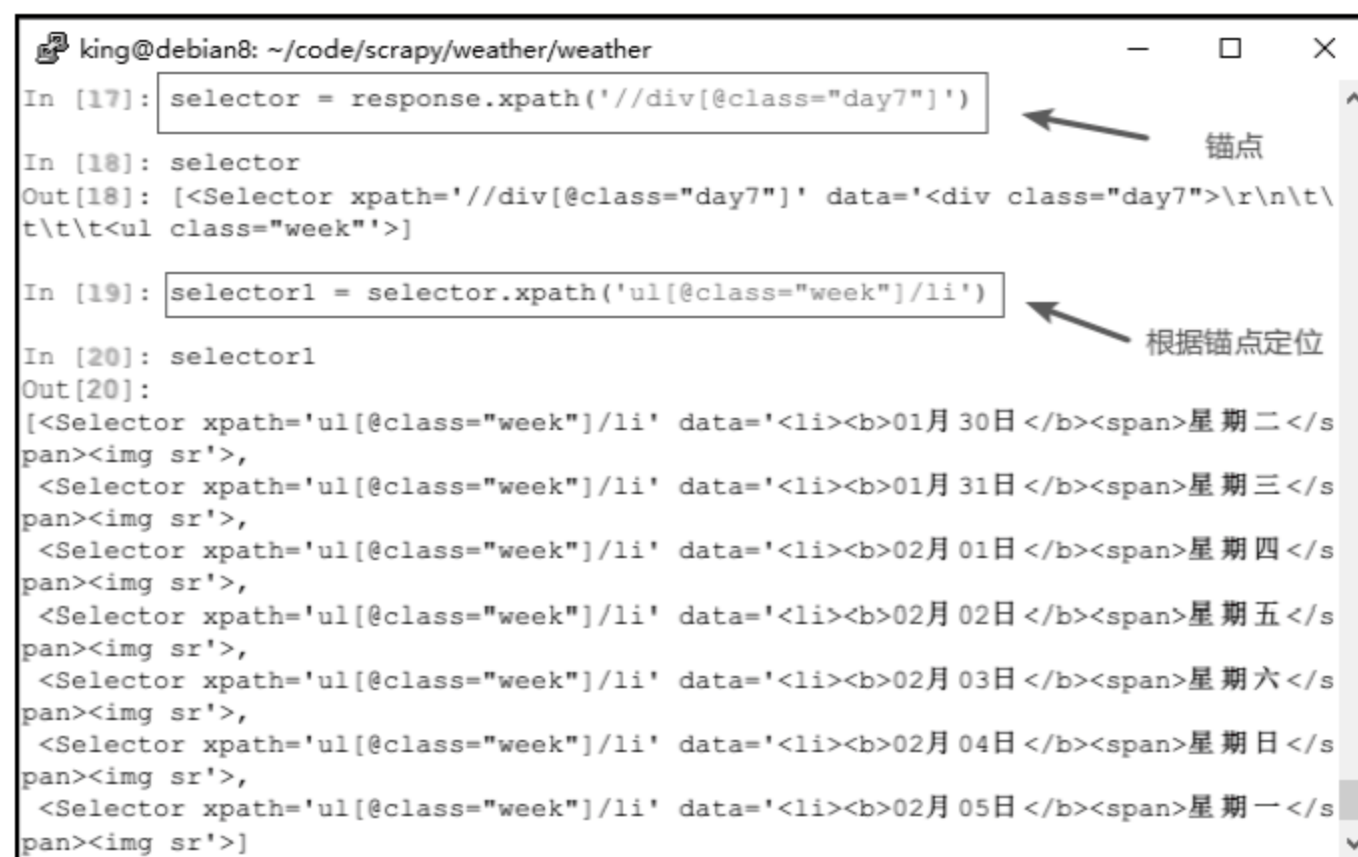 king@debian8: ~/code/scrapy/weather/weather
In [17]: selector = response.xpath('//div[@class="day7"]')
锚点
In [18]: selector
Out[18]: [<Selector xpath='//div[@class="day7"]' data='<div class="day7">\r\n\t\
t\t\t<ul class="week"'>]
In [19]: selector1 = selector.xpath('ul[@class="week"]/li')
根据锚点定位
In [20]: selector1
Out[20]:
[<Selector xpath='ul[@class="week"]/li' data='<li><b>01月30日</b><span>星期二</s
pan><img sr'>,
<Selector xpath='ul[@class="week"]/li' data='<li><b>01月31日</b><span>星期三</s
pan><img sr'>,
<Selector xpath='ul[@class="week"]/li' data='<li><b>02月01日</b><span>星期四</s
pan><img sr'>,
<Selector xpath='ul[@class="week"]/li' data='<li><b>02月02日</b><span>星期五</s
pan><img sr'>,
<Selector xpath='ul[@class="week"]/li' data='<li><b>02月03日</b><span>星期六</s
pan><img sr'>,
<Selector xpath='ul[@class="week"]/li' data='<li><b>02月04日</b><span>星期日</s
pan><img sr'>,
<Selector xpath='ul[@class="week"]/li' data='<li><b>02月05日</b><span>星期一</s
pan><img sr'>]